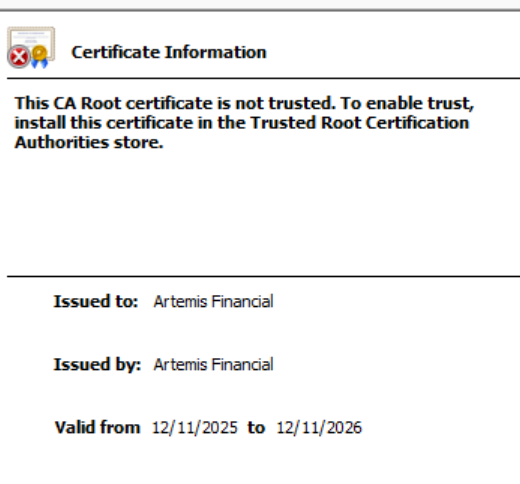 Certificate Information
This CA Root certificate is not trusted. To enable trust,
install this certificate in the Trusted Root Certification
Authorities store.
Issued to: Artemis Financial
Issued by: Artemis Financial
Valid from 12/11/2025 to 12/11/2026